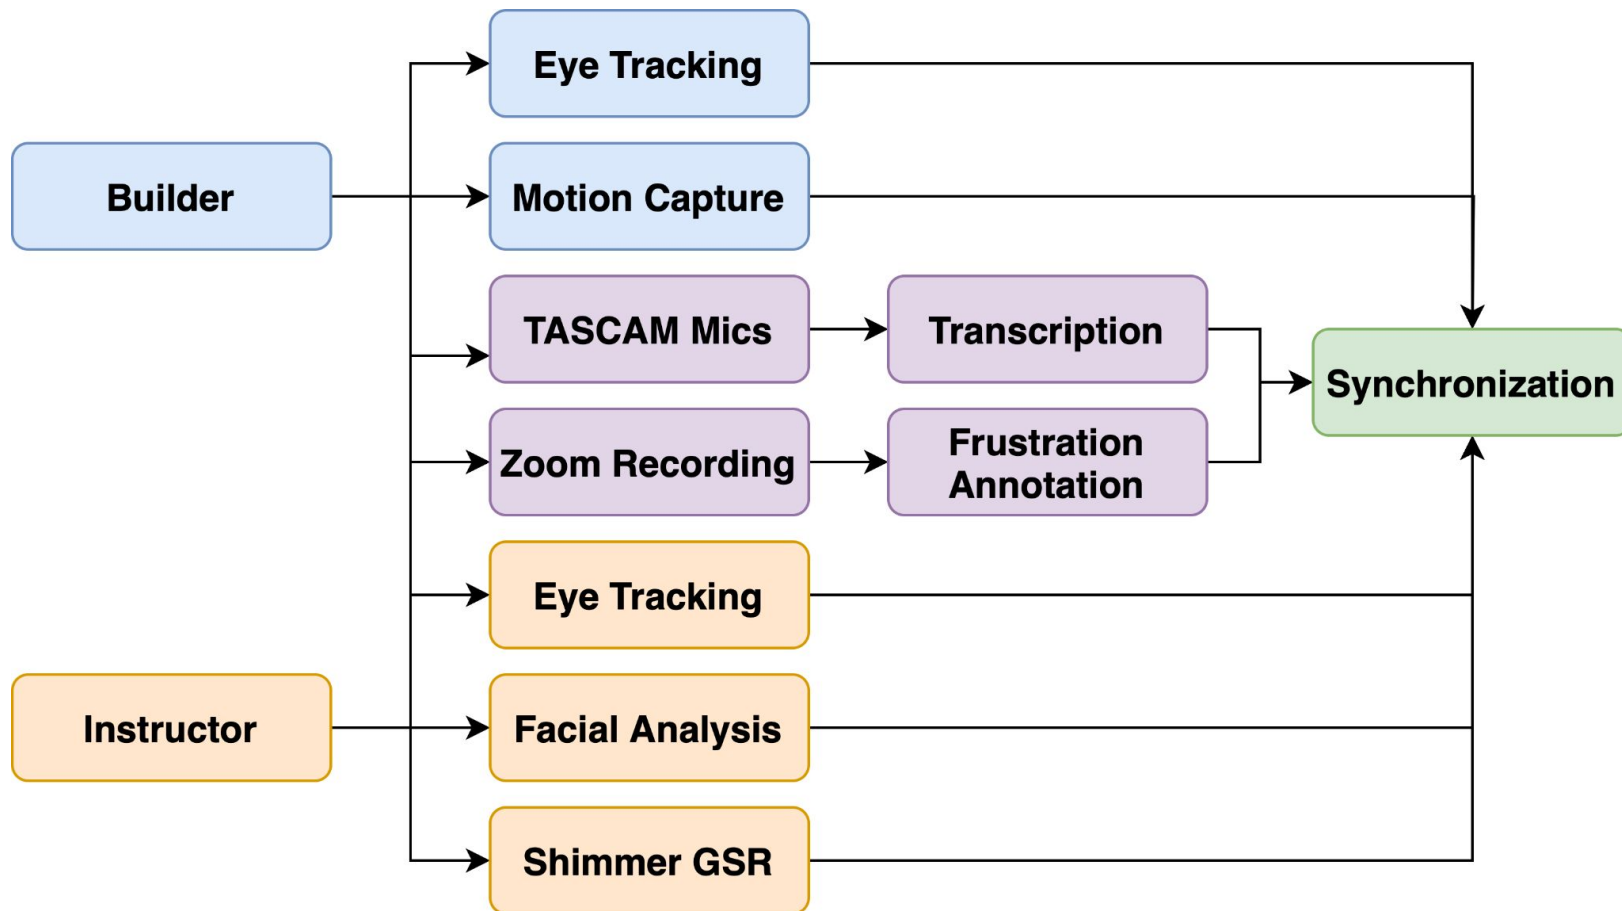 Eye Tracking
Builder
Motion Capture
TASCAM Mics
Transcription
Synchronization
Zoom Recording
Frustration
Annotation
Eye Tracking
Instructor
Facial Analysis
Shimmer GSR